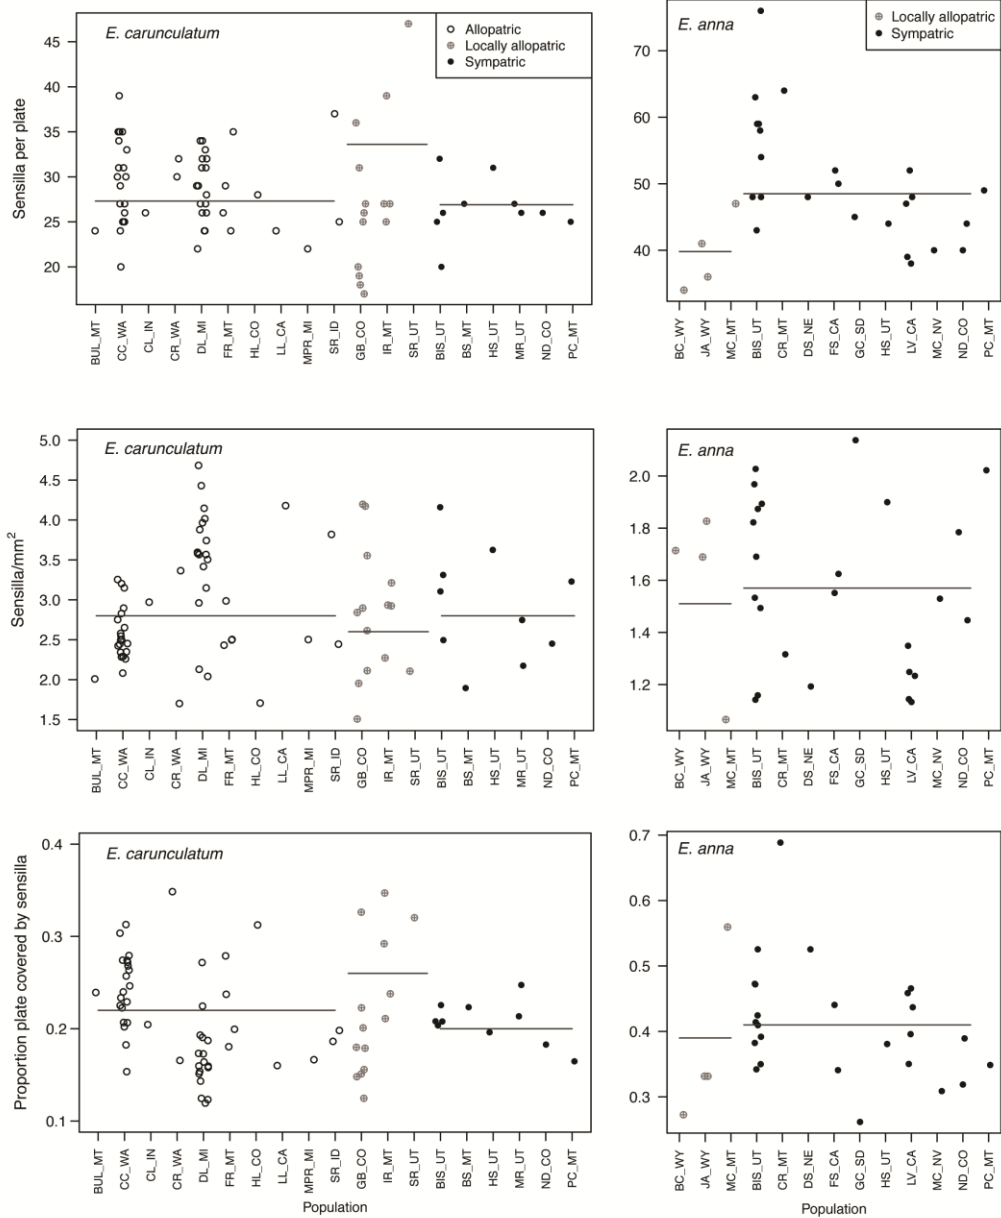 E. carunculatum
Allopatric
Locally allopatric
Sympatric
Sensilla per plate
45
40
35
30
25
20
BUL_MT CC_WA CL_IN CR_WA DL_MI FR_MT HL_CO LL_CA MPR_MI SR_ID GB_CO IR_MT SR_UT BIS_UT BS_MT HS_UT MR_UT ND_CO PC_MT
E. anna
Locally allopatric
Sympatric
70
60
50
40
BC_WY JA_WY MC_MT BIS_UT CR_MT DS_NE FS_CA GC_SD HS_UT LV_CA MC_NV ND_CO PC_MT
E. carunculatum
Sensilla/mm²
5.0
4.5
4.0
3.5
3.0
2.5
2.0
1.5
BUL_MT CC_WA CL_IN CR_WA DL_MI FR_MT HL_CO LL_CA MPR_MI SR_ID GB_CO IR_MT SR_UT BIS_UT BS_MT HS_UT MR_UT ND_CO PC_MT
E. anna
2.0
1.8
1.6
1.4
1.2
BC_WY JA_WY MC_MT BIS_UT CR_MT DS_NE FS_CA GC_SD HS_UT LV_CA MC_NV ND_CO PC_MT
E. carunculatum
Proportion plate covered by sensilla
0.4
0.3
0.2
0.1
BUL_MT CC_WA CL_IN CR_WA DL_MI FR_MT HL_CO LL_CA MPR_MI SR_ID GB_CO IR_MT SR_UT BIS_UT BS_MT HS_UT MR_UT ND_CO PC_MT
Population
E. anna
0.7
0.6
0.5
0.4
0.3
BC_WY JA_WY MC_MT BIS_UT CR_MT DS_NE FS_CA GC_SD HS_UT LV_CA MC_NV ND_CO PC_MT
Population